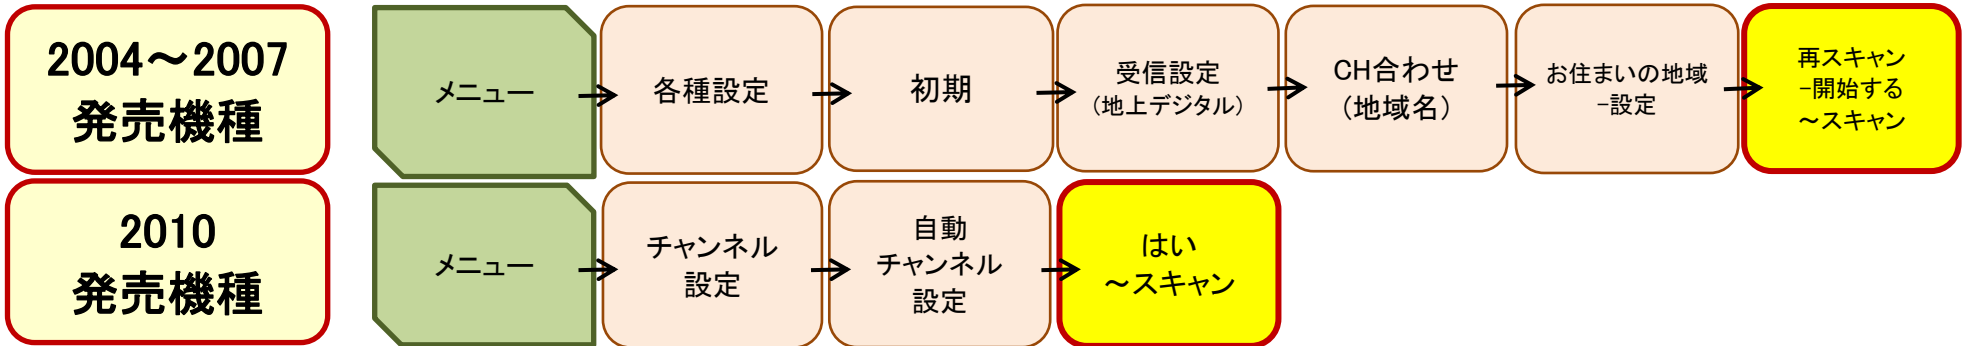 2004～2007
発売機種
メニュー
各種設定
初期
受信設定
（地上デジタル）
CH合わせ
（地域名）
お住まいの地域
－設定
再スキャン
－開始する
～スキャン
2010
発売機種
メニュー
チャンネル
設定
自動
チャンネル
設定
はい
～スキャン